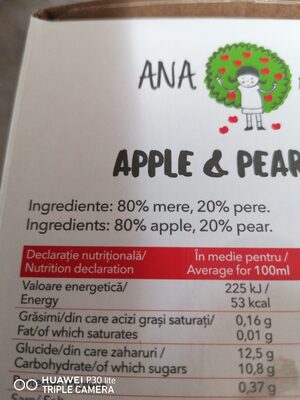 ANA
APPLE & PEAR
Ingrediente: 80% mere, 20% pere.
Ingredients: 80% apple, 20% pear.
Declarație nutrițională/ În medie pentru /
Nutrition declaration Average for 100ml
Valoare energetică/ 225 kJ /
Energy 53 kcal
Grăsimi/din care acizi grași saturați/ 0,16 g
Fat/of which saturates 0,01 g
Glucide/din care zaharuri / 12,5 g
Carbohydrate/of which sugars 10,8 g
0,37 g
HUAWEI P30 lite
TRIPLE CAMERA